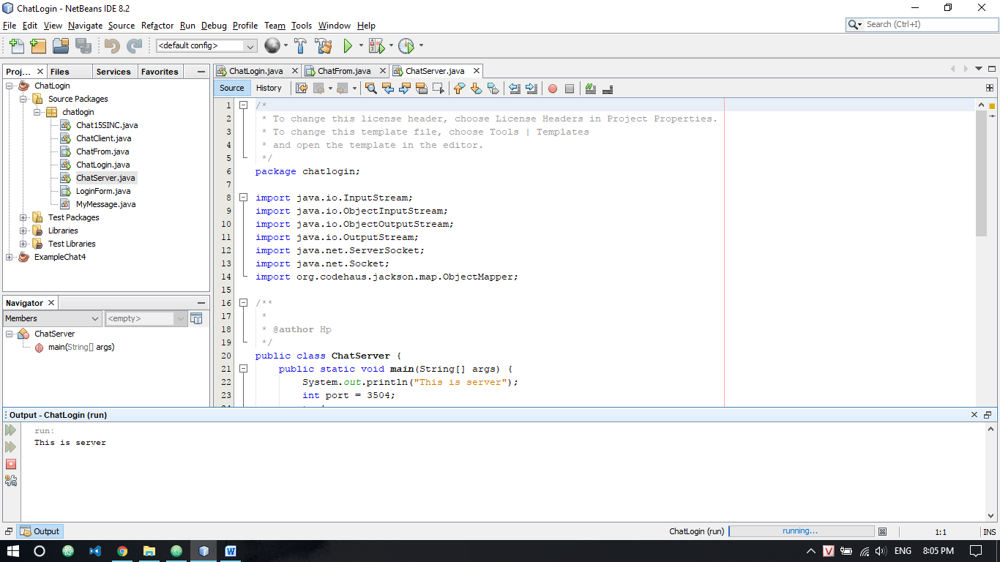 ChatLogin - NetBeans IDE 8.2
File Edit View Navigate Source Refactor Run Debug Profile Team Tools Window Help
Search (Ctrl+I)
<default config>
Proj... Files Services Favorites
ChatLogin
Source Packages
chatlogin
Chat15SINC.java
ChatClient.java
ChatFrom.java
ChatLogin.java
ChatServer.java
LoginForm.java
MyMessage.java
Test Packages
Libraries
Test Libraries
ExampleChat4
Navigator
Members <empty>
ChatServer
main(String[] args)
ChatLogin.java ChatFrom.java ChatServer.java
Source History
1 /*
2 * To change this license header, choose License Headers in Project Properties.
3 * To change this template file, choose Tools | Templates
4 * and open the template in the editor.
5 */
6 package chatlogin;
7
8 import java.io.InputStream;
9 import java.io.ObjectInputStream;
10 import java.io.ObjectOutputStream;
11 import java.io.OutputStream;
12 import java.net.ServerSocket;
13 import java.net.Socket;
14 import org.codehaus.jackson.map.ObjectMapper;
15
16 /**
17 *
18 * @author Hp
19 */
20 public class ChatServer {
21 public static void main(String[] args) {
22 System.out.println("This is server");
23 int port = 3504;
Output - ChatLogin (run)
run:
This is server
Output
ChatLogin (run) running... 1:1 INS
ENG 8:05 PM